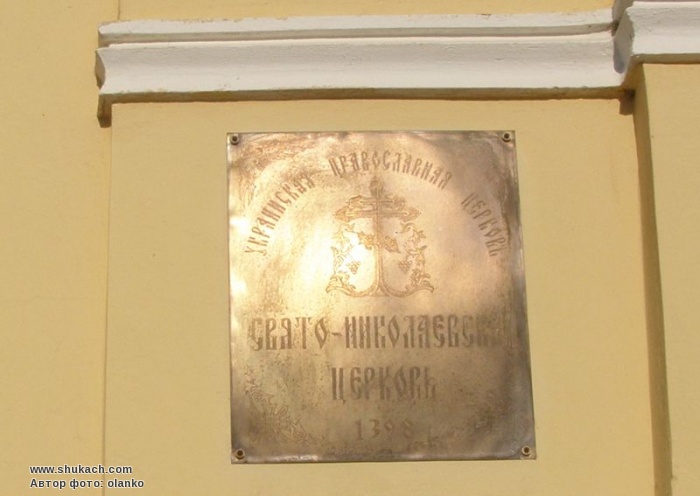 УКРАИНСКАЯ ПРАВОСЛАВНАЯ ЦЕРКОВЬ
СВЯТО-НИКОЛАЕВСКАЯ
ЦЕРКОВЬ
1398
www.shukach.com
Автор фото: olanko